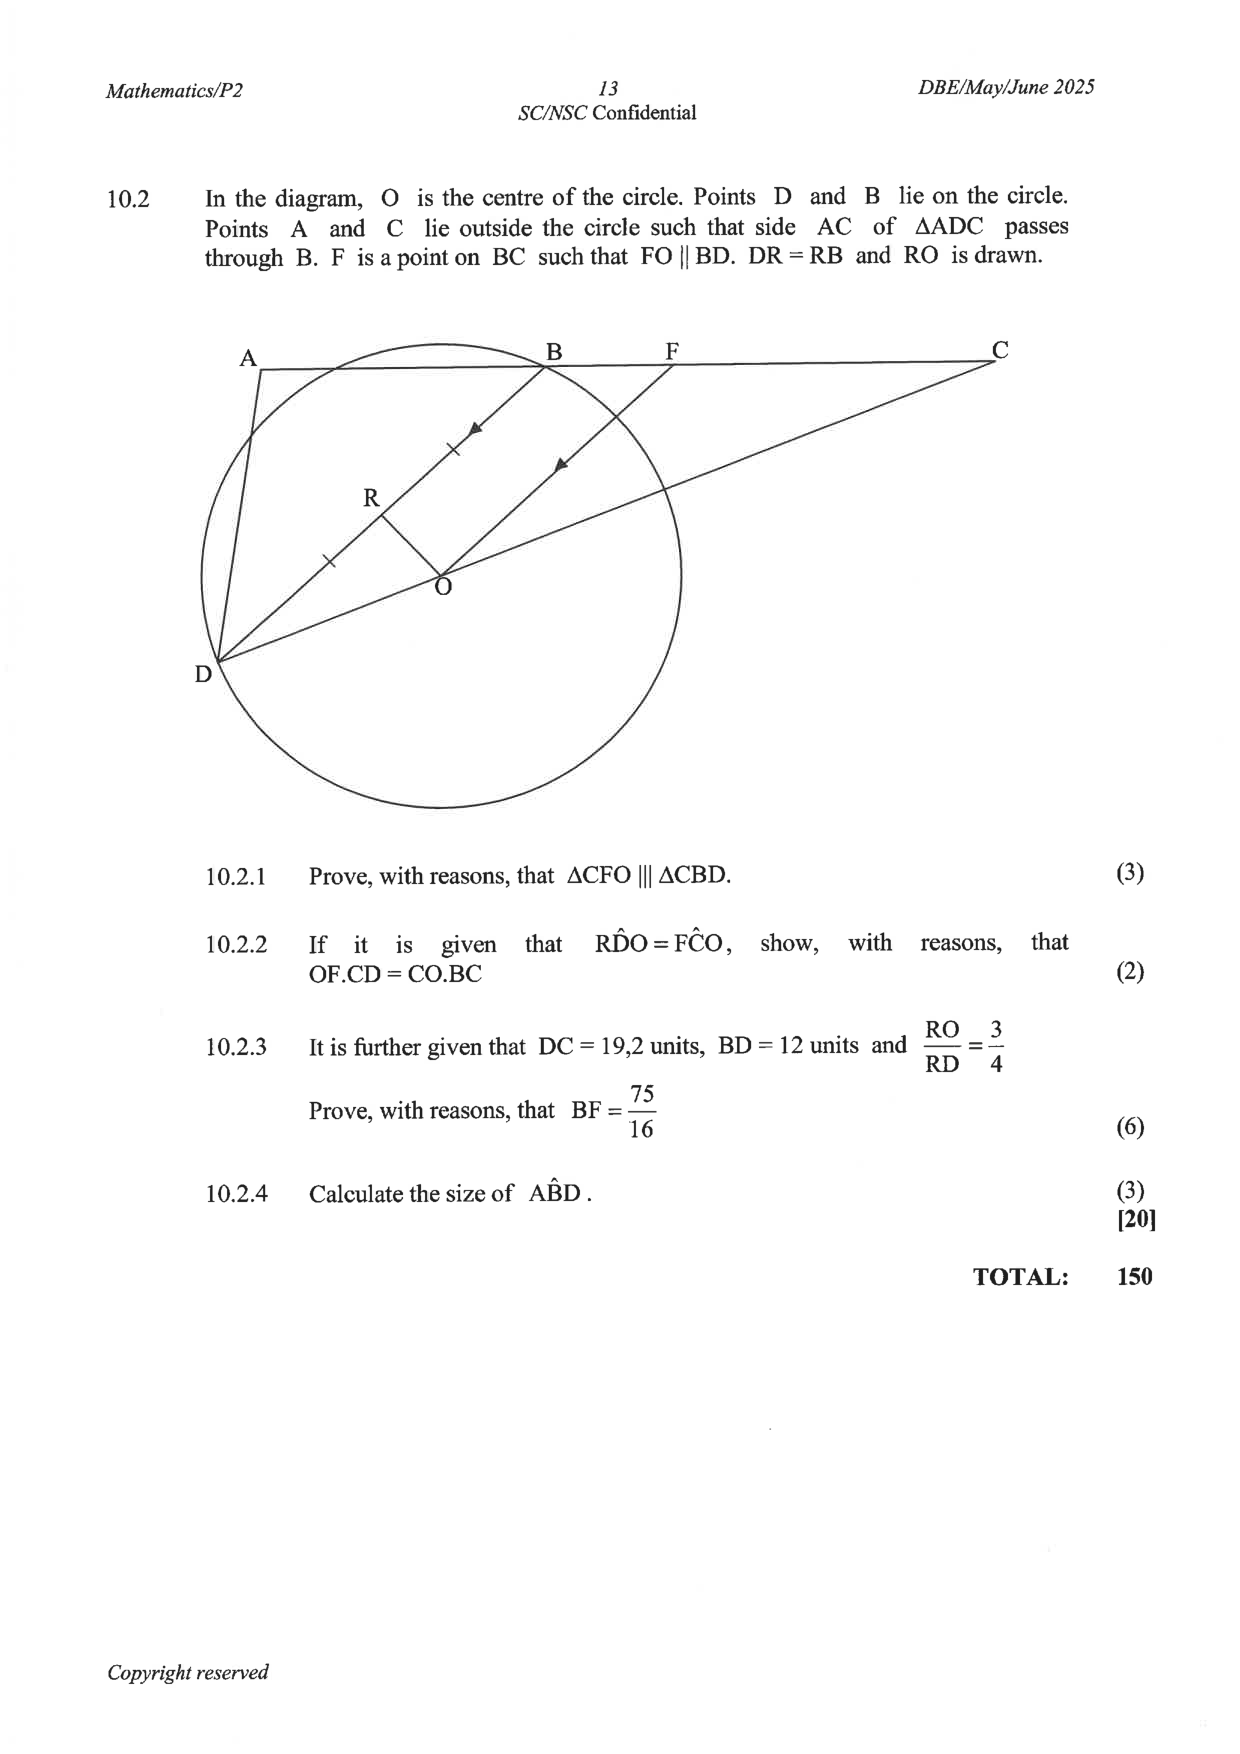 Mathematics/P2 13 DBE/May/June 2025
SC/NSC Confidential
10.2 In the diagram, O is the centre of the circle. Points D and B lie on the circle.
Points A and C lie outside the circle such that side AC of ΔADC passes
through B. F is a point on BC such that FO || BD. DR = RB and RO is drawn.
A B F C
R
O
D
10.2.1 Prove, with reasons, that ΔCFO ||| ΔCBD. (3)
10.2.2 If it is given that RD̂O = FĈO, show, with reasons, that
OF.CD = CO.BC (2)
10.2.3 It is further given that DC = 19,2 units, BD = 12 units and RO/RD = 3/4
Prove, with reasons, that BF = 75/16 (6)
10.2.4 Calculate the size of AB̂D . (3)
[20]
TOTAL: 150
Copyright reserved